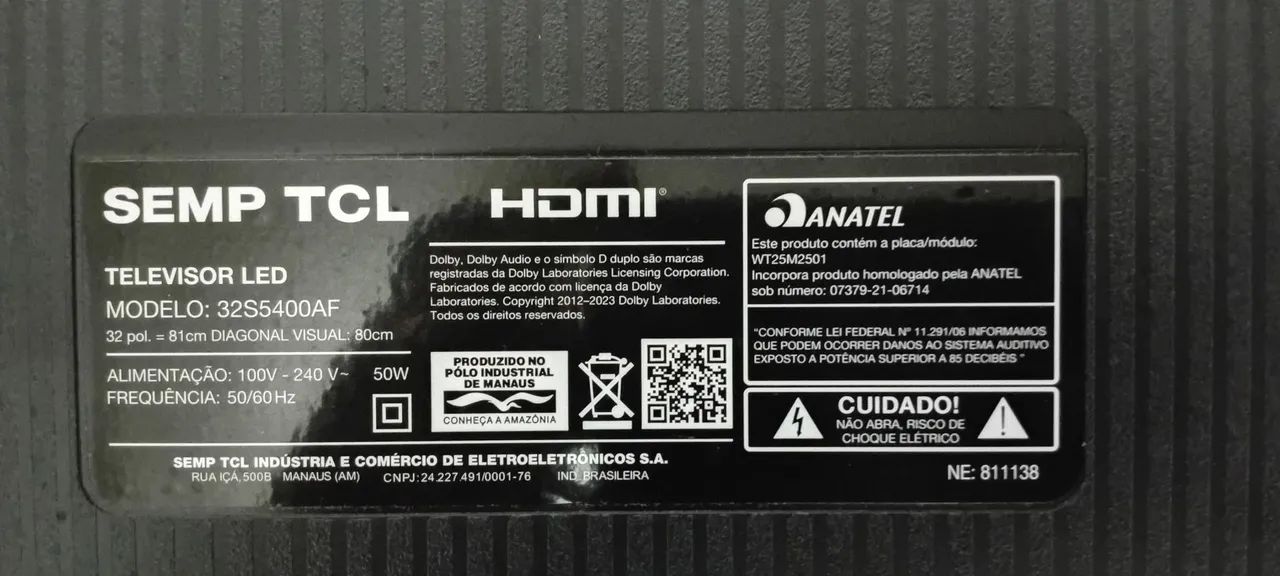 SEMP TCL
TELEVISOR LED
MODELO: 32S5400AF
32 pol. = 81cm DIAGONAL VISUAL: 80cm
ALIMENTAÇÃO: 100V - 240 V~ 50W
FREQUÊNCIA: 50/60Hz
HDMI®
Dolby, Dolby Audio e o símbolo D duplo são marcas
registradas da Dolby Laboratories Licensing Corporation.
Fabricados de acordo com licença da Dolby
Laboratories. Copyright 2012–2023 Dolby Laboratories.
Todos os direitos reservados.
PRODUZIDO NO
PÓLO INDUSTRIAL
DE MANAUS
CONHEÇA A AMAZÔNIA
ANATEL
Este produto contém a placa/módulo:
WT25M2501
Incorpora produto homologado pela ANATEL
sob número: 07379-21-06714
"CONFORME LEI FEDERAL Nº 11.291/06 INFORMAMOS
QUE PODEM OCORRER DANOS AO SISTEMA AUDITIVO
EXPOSTO A POTÊNCIA SUPERIOR A 85 DECIBÉIS"
CUIDADO!
NÃO ABRA, RISCO DE
CHOQUE ELÉTRICO
SEMP TCL INDÚSTRIA E COMÉRCIO DE ELETROELETRÔNICOS S.A.
RUA IÇÁ, 500B MANAUS (AM) CNPJ: 24.227.491/0001-76 IND. BRASILEIRA
NE: 811138